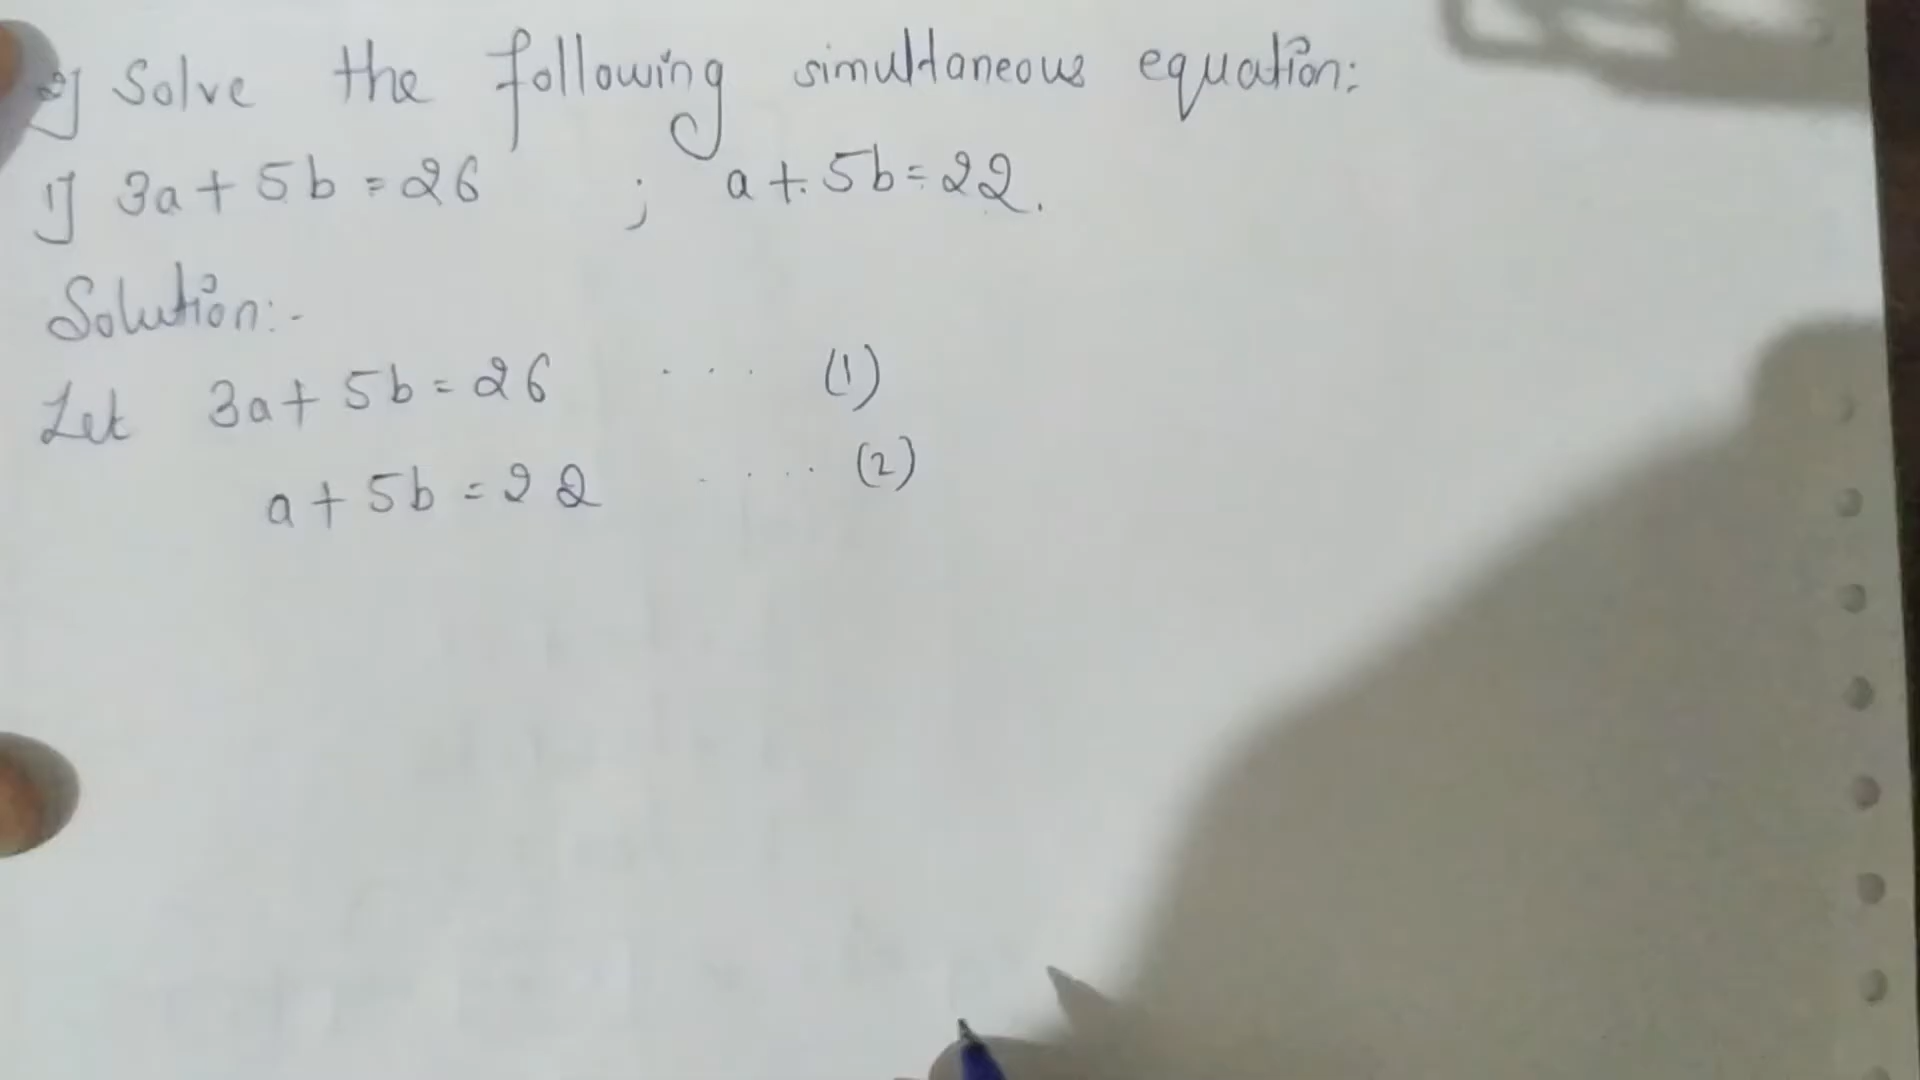 2] Solve the following simultaneous equation:
1] 3a + 5b = 26 ; a + 5b = 22.
Solution:-
Let 3a + 5b = 26 ... (1)
a + 5b = 22 .... (2)